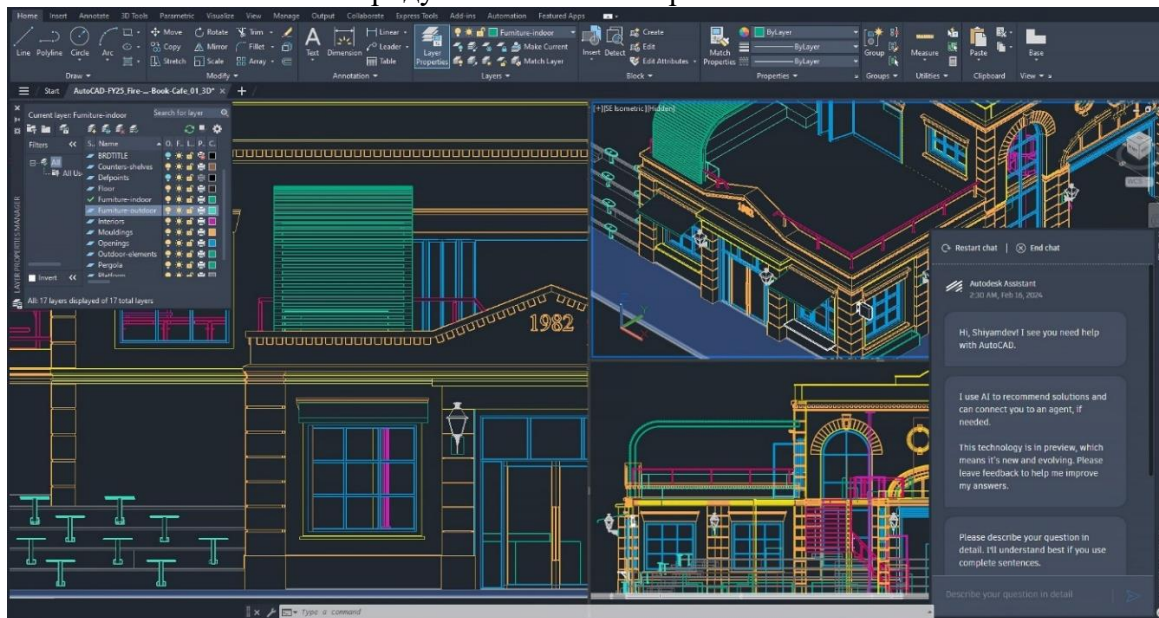 Home Insert Annotate 3D Tools Parametric Visualize View Manage Output Collaborate Express Tools Add-ins Automation Featured Apps
Line Polyline Circle Arc
Move Rotate Trim
Copy Mirror Fillet
Stretch Scale Array
Text Dimension
Linear
Leader
Table
Layer Properties
Furniture-indoor
Make Current
Match Layer
Insert Detect
Create
Edit
Edit Attributes
Match Properties
ByLayer
ByLayer
ByLayer
Group Measure Paste Base
Draw Modify Annotation Layers Block Properties Groups Utilities Clipboard View
Start AutoCAD-FY25_Fire-...-Book-Cafe_01_3D*
Current layer: Furniture-indoor Search for layer
Filters
S.. Name O. F.. L.. P.. C.
All
All Us
BRDTITLE
Counters-shelves
Defpoints
Floor
Furniture-indoor
Furniture-outdoor
Interiors
Mouldings
Openings
Outdoor-elements
Pergola
Platform
Invert
All: 17 layers displayed of 17 total layers
LAYER PROPERTIES MANAGER
1982
[+][SE Isometric][Hidden]
WCS
Type a command
Restart chat | End chat
Autodesk Assistant
2:30 AM, Feb 16, 2024
Hi, Shiyamdev! I see you need help
with AutoCAD.
I use AI to recommend solutions and
can connect you to an agent, if
needed.
This technology is in preview, which
means it's new and evolving. Please
leave feedback to help me improve
my answers.
Please describe your question in
detail. I'll understand best if you use
complete sentences.
Describe your question in detail